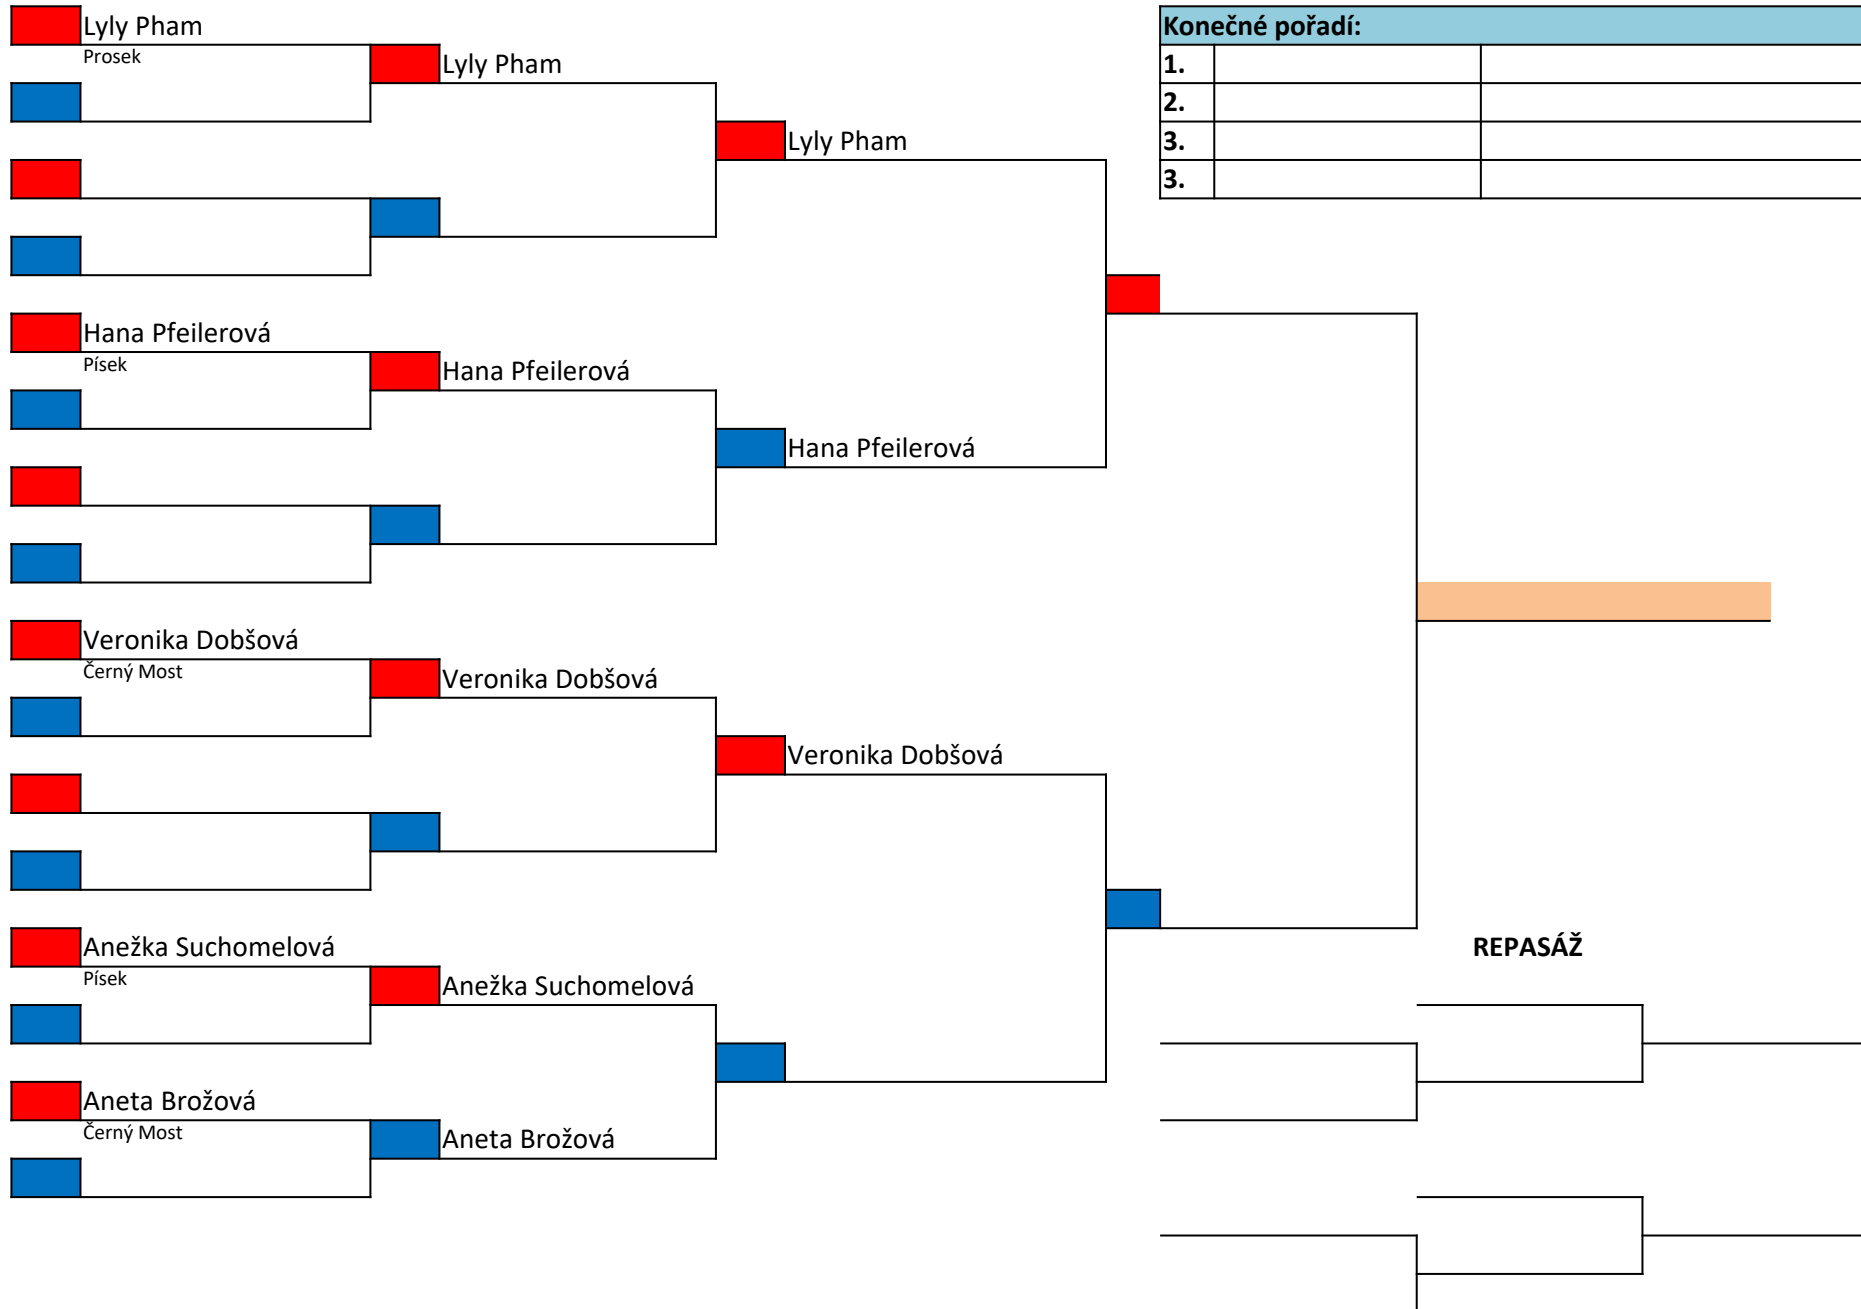 Lyly Pham
Prosek
Lyly Pham
Lyly Pham
Konečné pořadí:
1.
2.
3.
3.
Hana Pfeilerová
Písek
Hana Pfeilerová
Hana Pfeilerová
Veronika Dobšová
Černý Most
Veronika Dobšová
Veronika Dobšová
Anežka Suchomelová
Písek
Anežka Suchomelová
Aneta Brožová
Černý Most
Aneta Brožová
REPASÁŽ